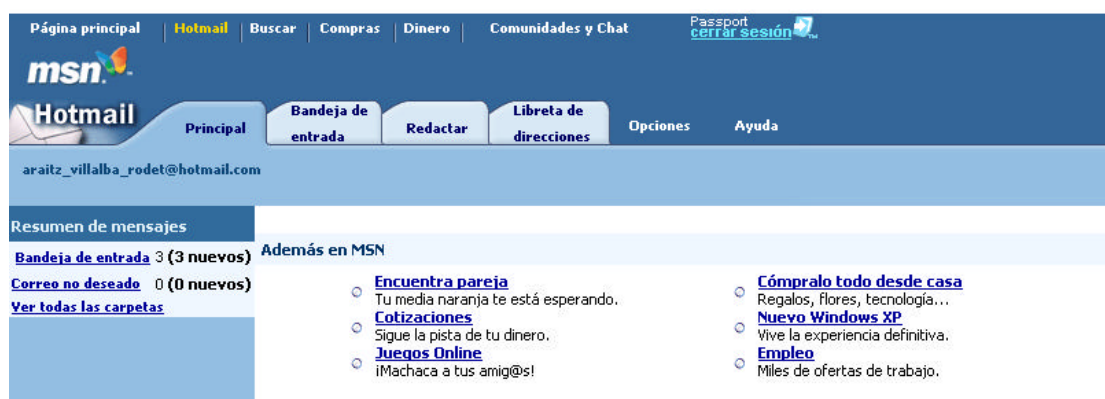 Página principal Hotmail Buscar Compras Dinero Comunidades y Chat Passport
cerrar sesión
msn
Hotmail
Principal Bandeja de entrada Redactar Libreta de direcciones Opciones Ayuda
araitz_villalba_rodet@hotmail.com
Resumen de mensajes
Bandeja de entrada 3 (3 nuevos)
Correo no deseado 0 (0 nuevos)
Ver todas las carpetas
Además en MSN
Encuentra pareja
Tu media naranja te está esperando.
Cotizaciones
Sigue la pista de tu dinero.
Juegos Online
¡Machaca a tus amig@s!
Cómpralo todo desde casa
Regalos, flores, tecnología...
Nuevo Windows XP
Vive la experiencia definitiva.
Empleo
Miles de ofertas de trabajo.